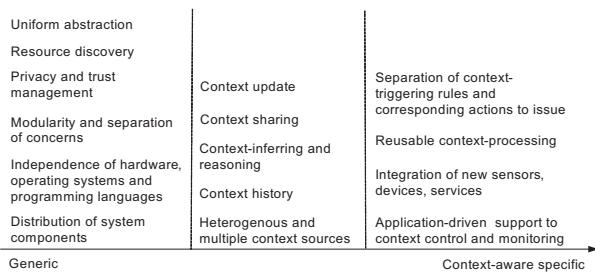 Uniform abstraction
Resource discovery
Privacy and trust
management
Modularity and separation
of concerns
Independence of hardware,
operating systems and
programming languages
Distribution of system
components
Context update
Context sharing
Context-inferring and
reasoning
Context history
Heterogenous and
multiple context sources
Separation of context-
triggering rules and
corresponding actions to issue
Reusable context-processing
Integration of new sensors,
devices, services
Application-driven support to
context control and monitoring
Generic
Context-aware specific